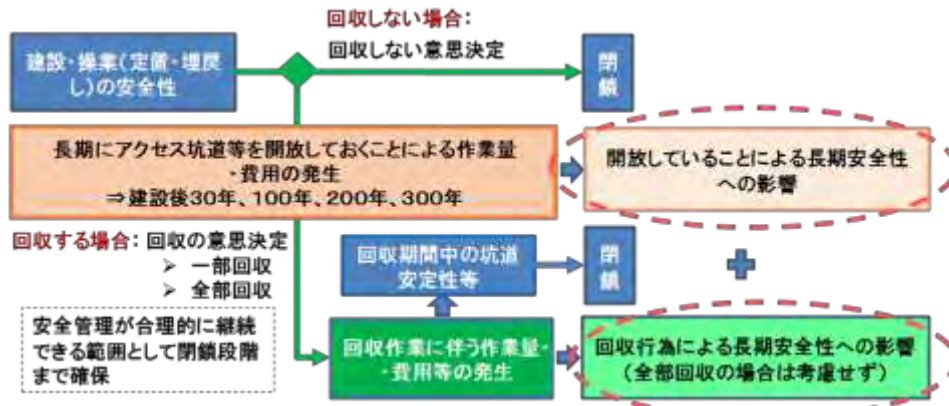 回収しない場合:
回収しない意思決定
建設・操業(定置・埋戻
し)の安全性
閉
鎖
長期にアクセス坑道等を開放しておくことによる作業量
・費用の発生
⇒建設後30年、100年、200年、300年
開放していることによる長期安全性
への影響
回収する場合: 回収の意思決定
➢ 一部回収
➢ 全部回収
回収期間中の坑道
安定性等
閉
鎖
安全管理が合理的に継続
できる範囲として閉鎖段階
まで確保
回収作業に伴う作業量・
・費用等の発生
回収行為による長期安全性への影響
(全部回収の場合は考慮せず)